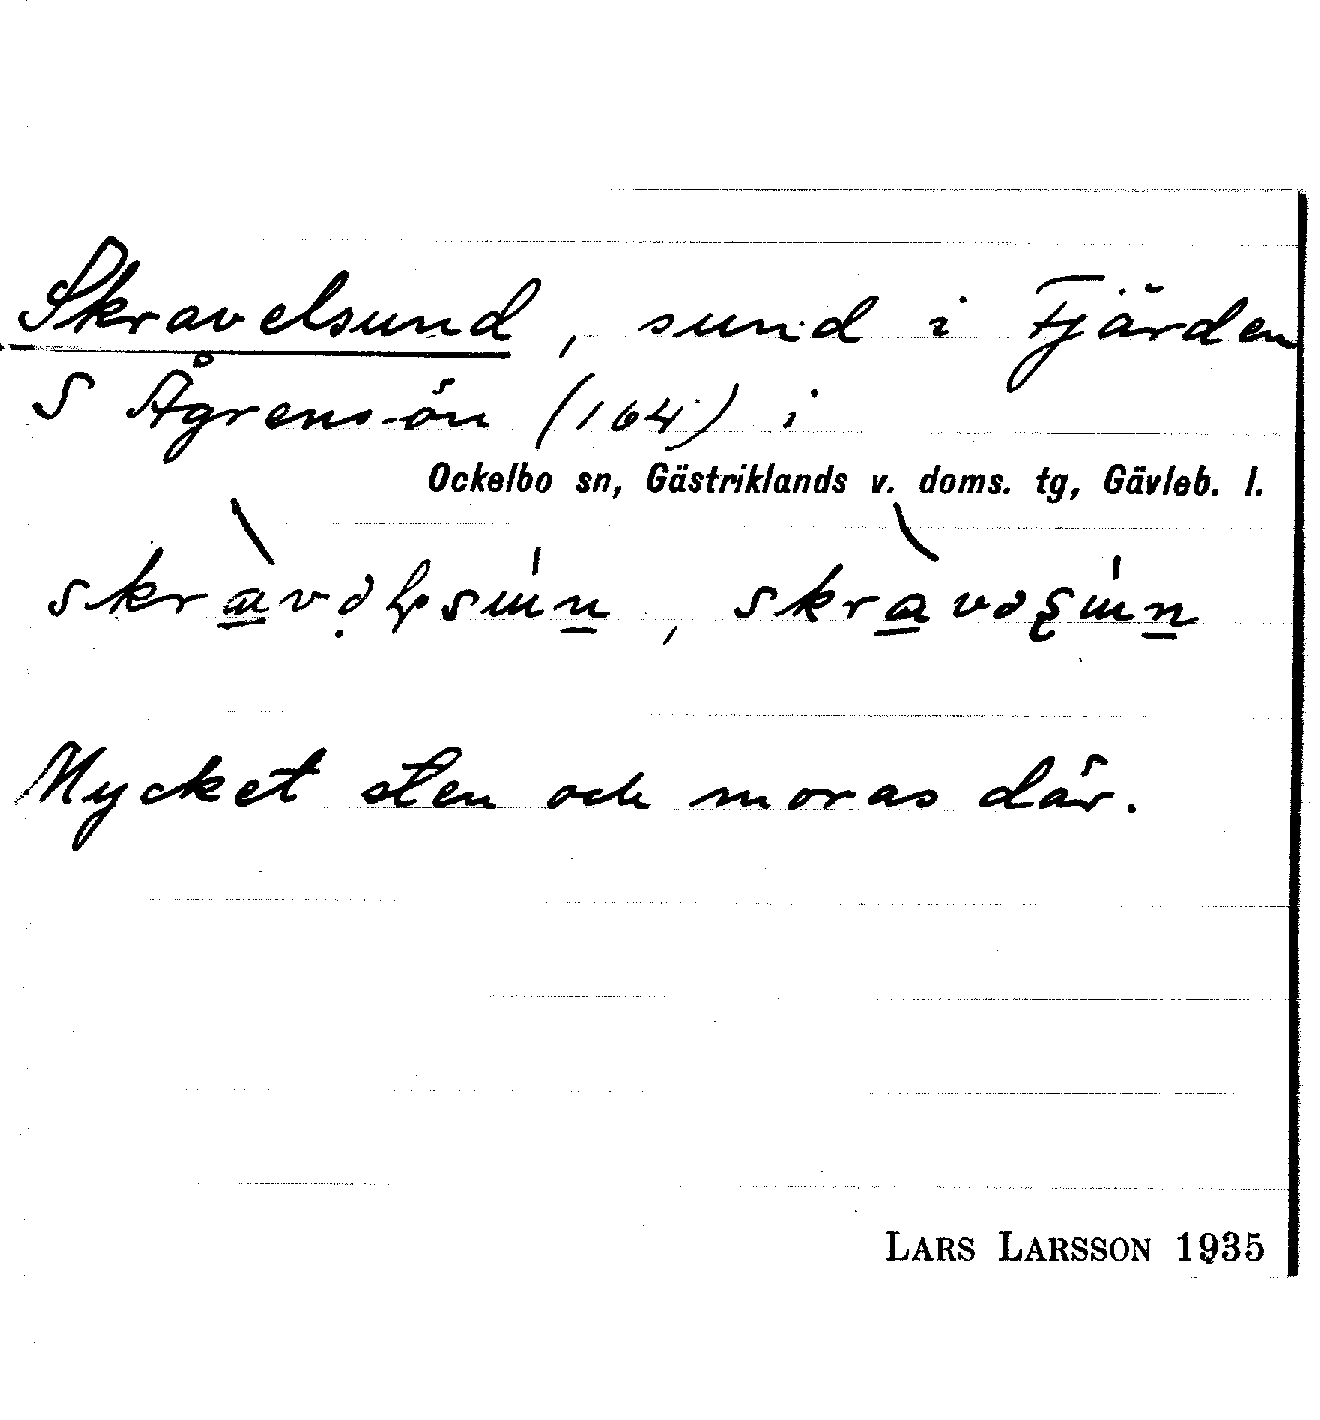 Skravelsund, sund i Fjärden
S Ågrensön (164) i
Ockelbo sn, Gästriklands v. doms. tg, Gävleb. l.
Mycket sten och moras där.
LARS LARSSON 1935